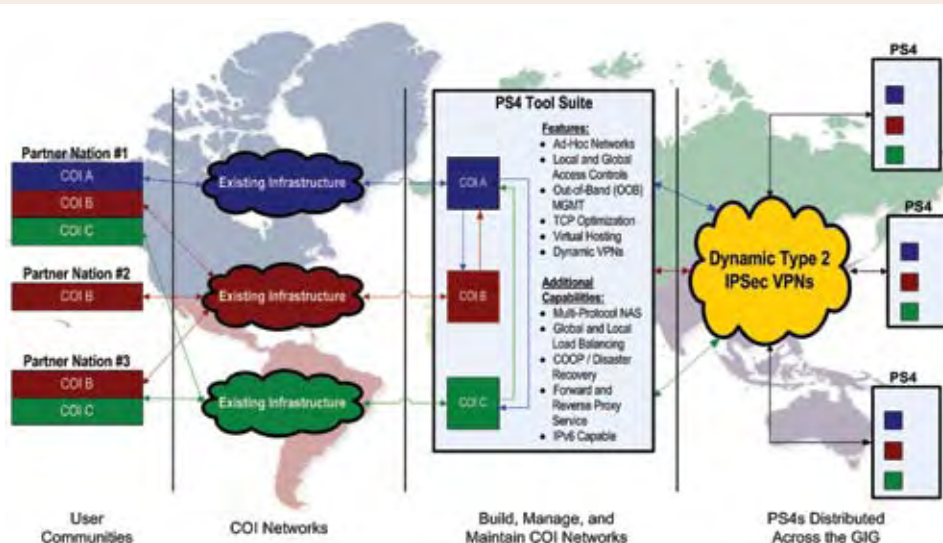 Partner Nation #1
COI A
COI B
COI C
Partner Nation #2
COI B
Partner Nation #3
COI B
COI C
User
Communities
Existing Infrastructure
Existing Infrastructure
Existing Infrastructure
COI Networks
PS4 Tool Suite
COI A
COI B
COI C
Features:
• Ad-Hoc Networks
• Local and Global
Access Controls
• Out-of-Band (OOB)
MGMT
• TCP Optimization
• Virtual Hosting
• Dynamic VPNs
Additional
Capabilities:
• Multi-Protocol NAS
• Global and Local
Load Balancing
• COOP / Disaster
Recovery
• Forward and
Reverse Proxy
Service
• IPv6 Capable
Build, Manage, and
Maintain COI Networks
Dynamic Type 2
IPSec VPNs
PS4
PS4
PS4
PS4s Distributed
Across the GIG